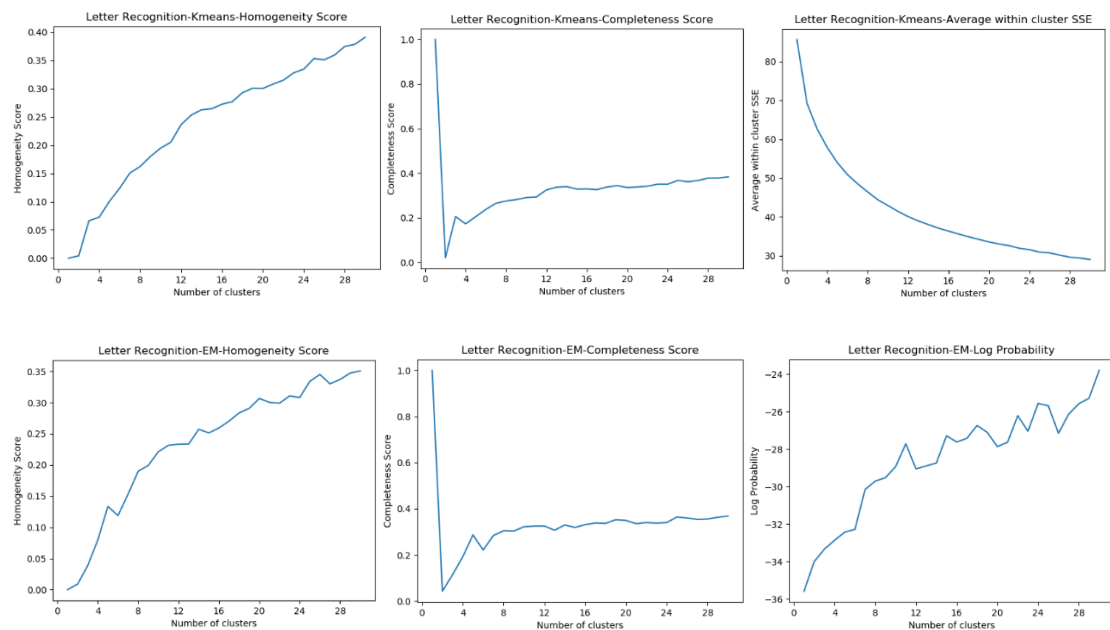 Letter Recognition-Kmeans-Homogeneity Score
Homogeneity Score
0.40
0.35
0.30
0.25
0.20
0.15
0.10
0.05
0.00
0 4 8 12 16 20 24 28
Number of clusters
Letter Recognition-Kmeans-Completeness Score
Completeness Score
1.0
0.8
0.6
0.4
0.2
0.0
0 4 8 12 16 20 24 28
Number of clusters
Letter Recognition-Kmeans-Average within cluster SSE
Average within cluster SSE
80
70
60
50
40
30
0 4 8 12 16 20 24 28
Number of clusters
Letter Recognition-EM-Homogeneity Score
Homogeneity Score
0.35
0.30
0.25
0.20
0.15
0.10
0.05
0.00
0 4 8 12 16 20 24 28
Number of clusters
Letter Recognition-EM-Completeness Score
Completeness Score
1.0
0.8
0.6
0.4
0.2
0.0
0 4 8 12 16 20 24 28
Number of clusters
Letter Recognition-EM-Log Probability
Log Probability
−24
−26
−28
−30
−32
−34
−36
0 4 8 12 16 20 24 28
Number of clusters